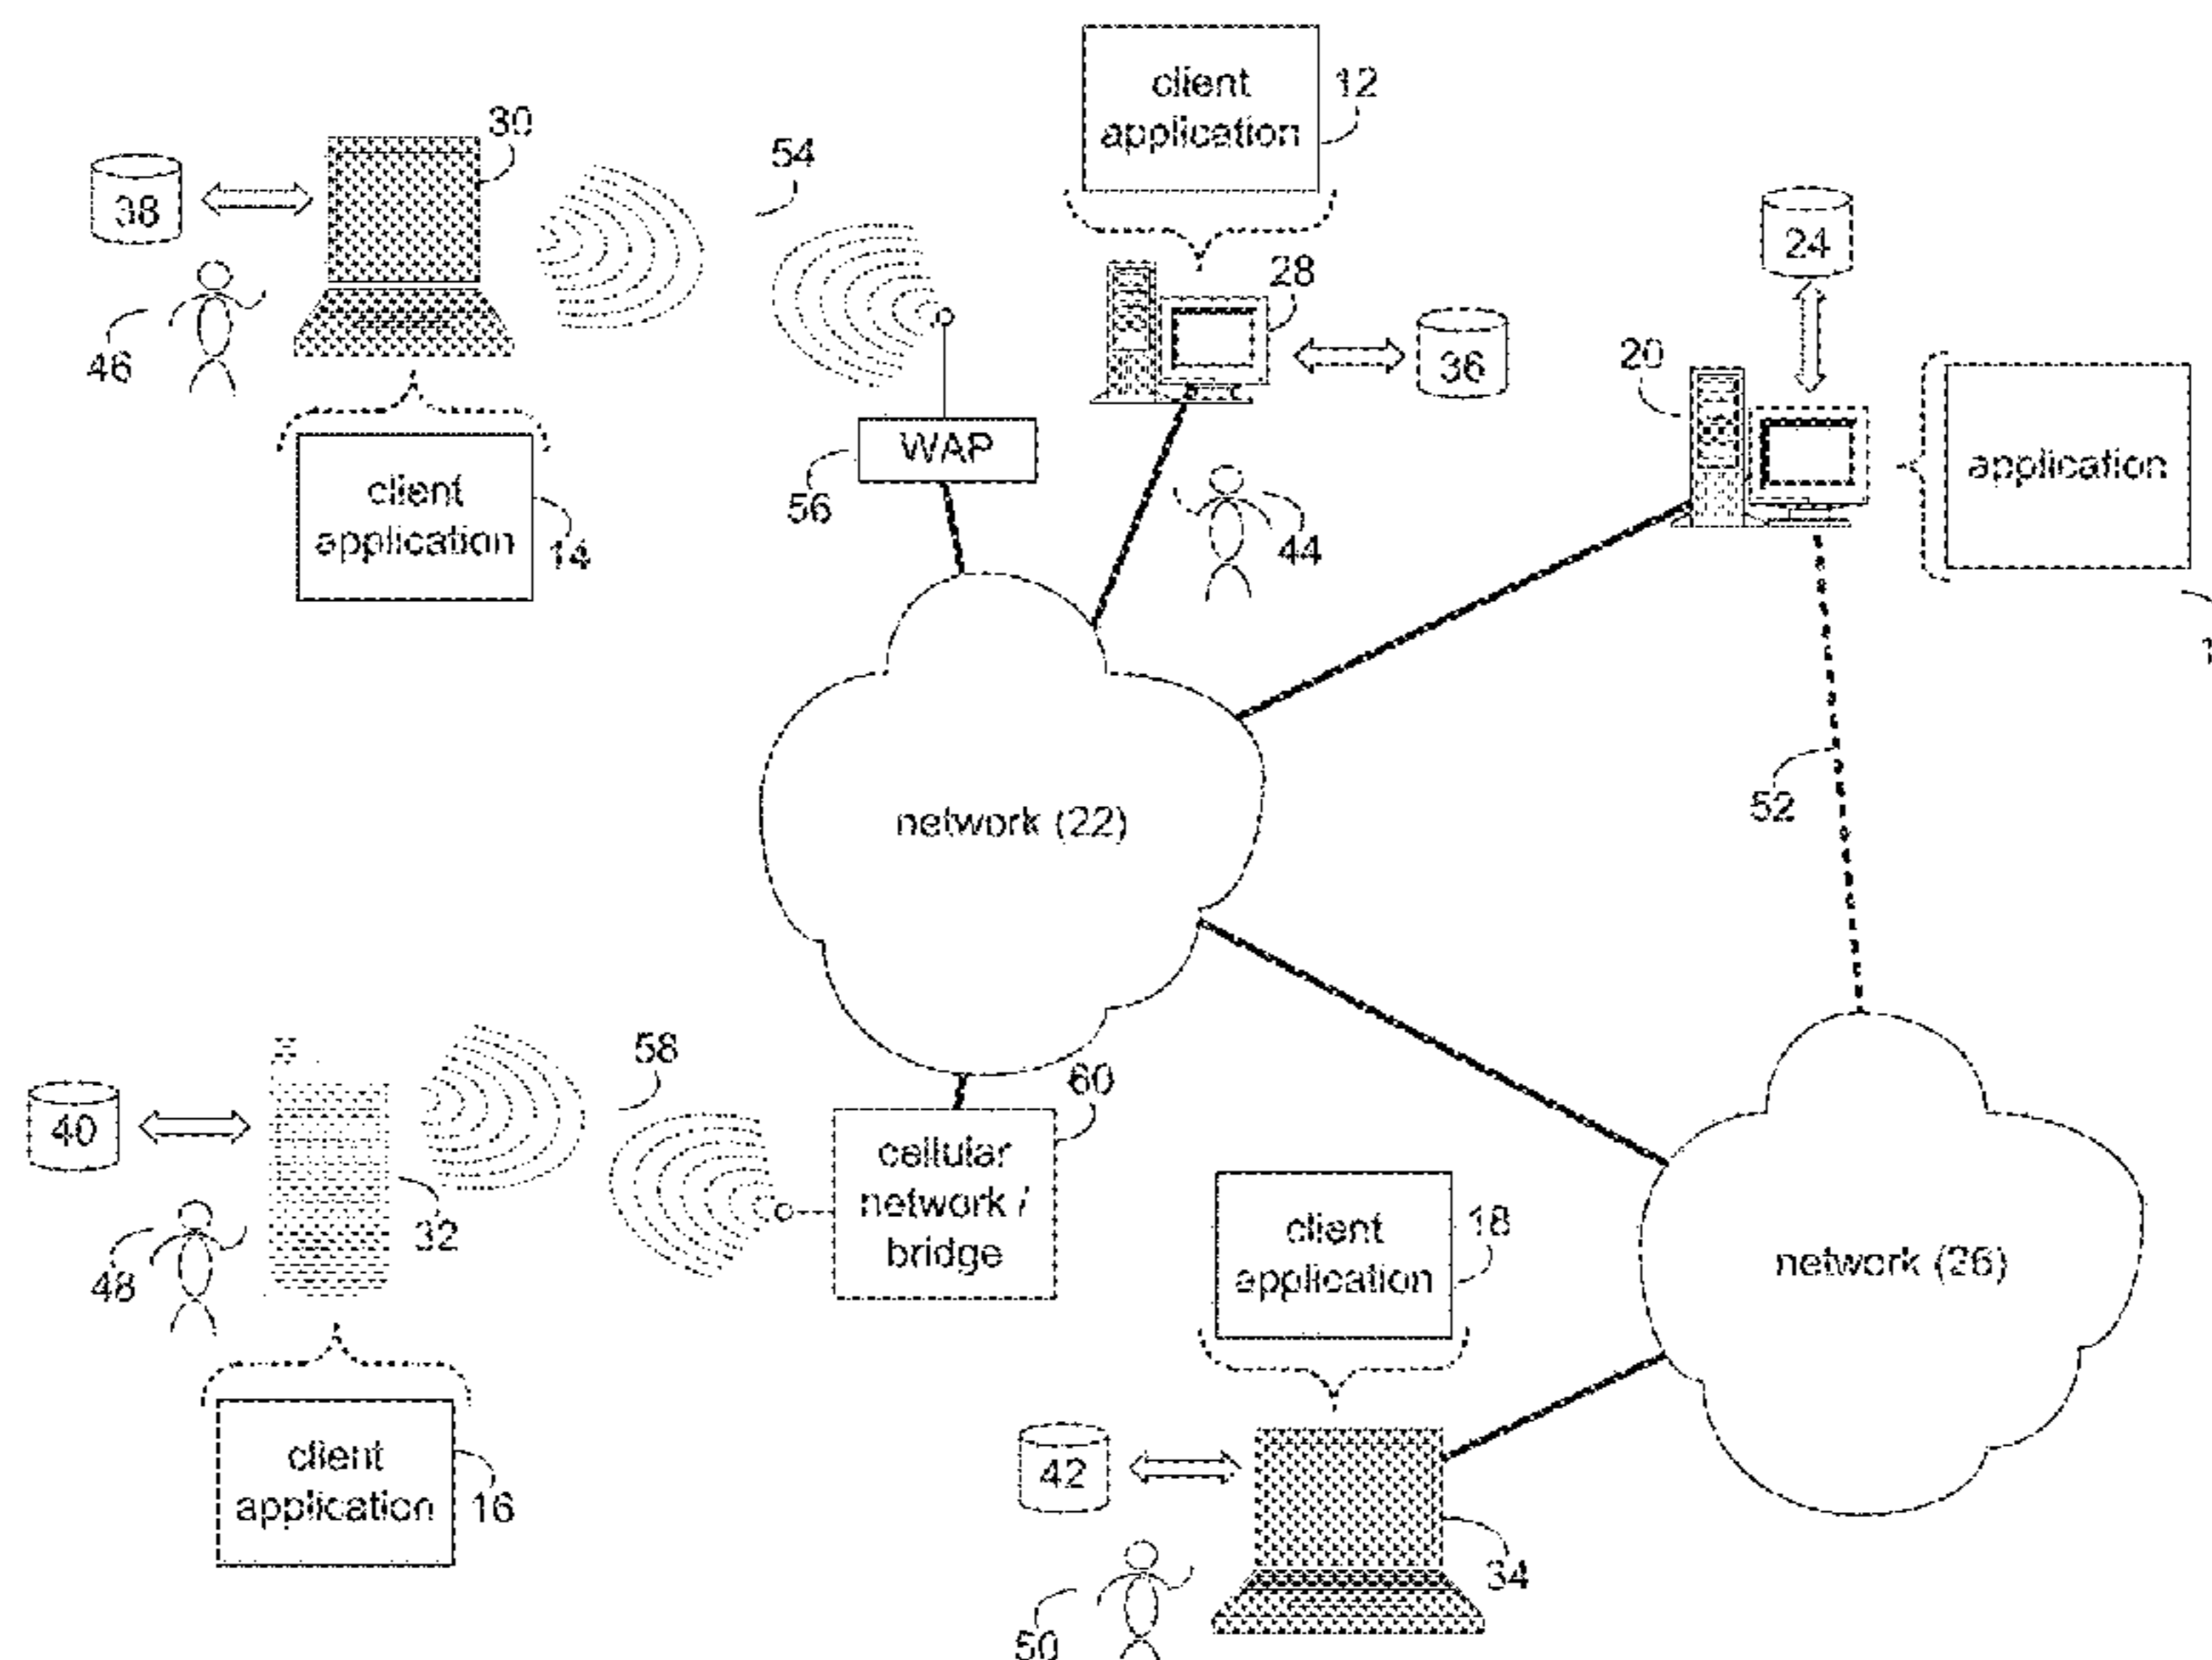 client
application
12
30
54
38
24
28
36
20
46
WAP
56
application
client
application
14
44
network (22)
52
58
60
40
cellular
network /
bridge
32
client
application
18
network (26)
48
client
application
16
42
34
50